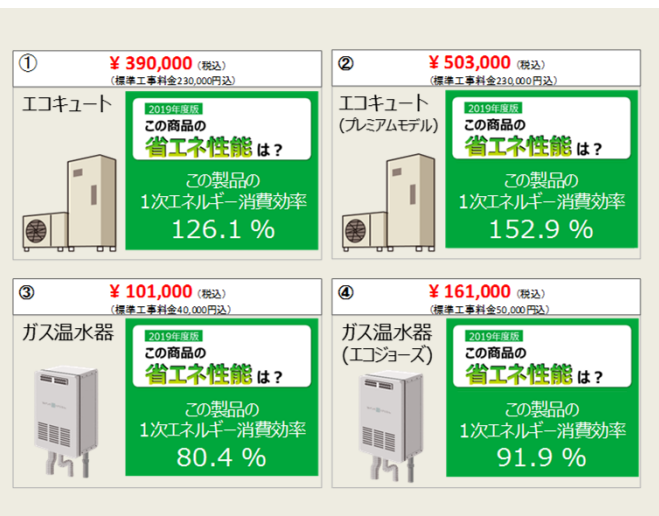 ① ¥ 390,000 (税込)
(標準工事料金230,000円込)
エコキュート
2019年度版
この商品の
省エネ性能 は？
この製品の
1次エネルギー消費効率
126.1 %
② ¥ 503,000 (税込)
(標準工事料金230,000円込)
エコキュート
(プレミアムモデル)
2019年度版
この商品の
省エネ性能 は？
この製品の
1次エネルギー消費効率
152.9 %
③ ¥ 101,000 (税込)
(標準工事料金40,000円込)
ガス温水器
2019年度版
この商品の
省エネ性能 は？
この製品の
1次エネルギー消費効率
80.4 %
④ ¥ 161,000 (税込)
(標準工事料金50,000円込)
ガス温水器
(エコジョーズ)
2019年度版
この商品の
省エネ性能 は？
この製品の
1次エネルギー消費効率
91.9 %